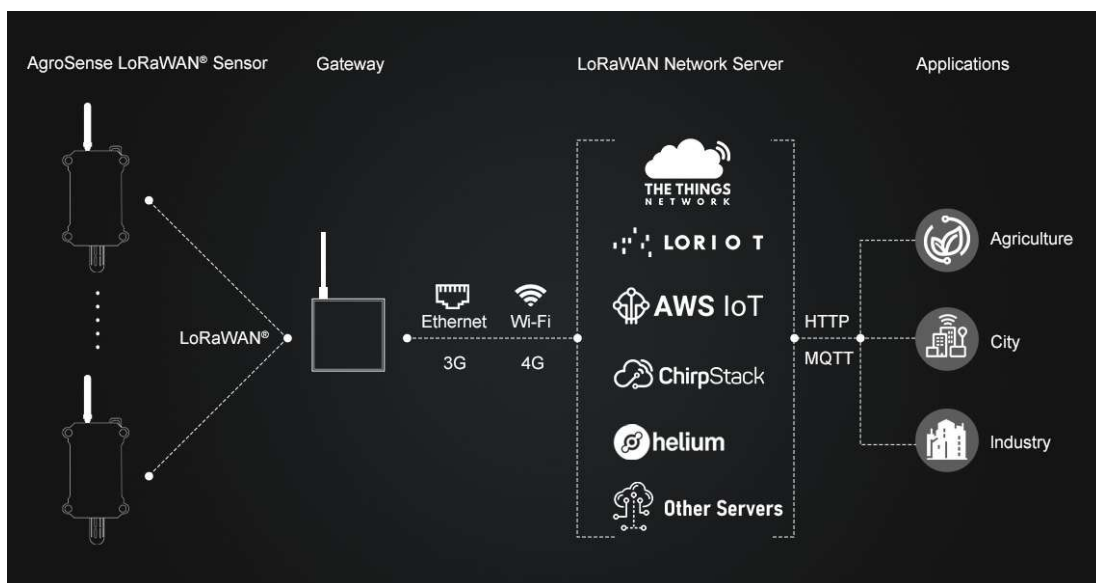 AgroSense LoRaWAN® Sensor
Gateway
LoRaWAN Network Server
Applications
LoRaWAN®
Ethernet
Wi-Fi
3G
4G
THE THINGS
NETWORK
LORIOT
AWS IoT
ChirpStack
helium
Other Servers
HTTP
MQTT
Agriculture
City
Industry